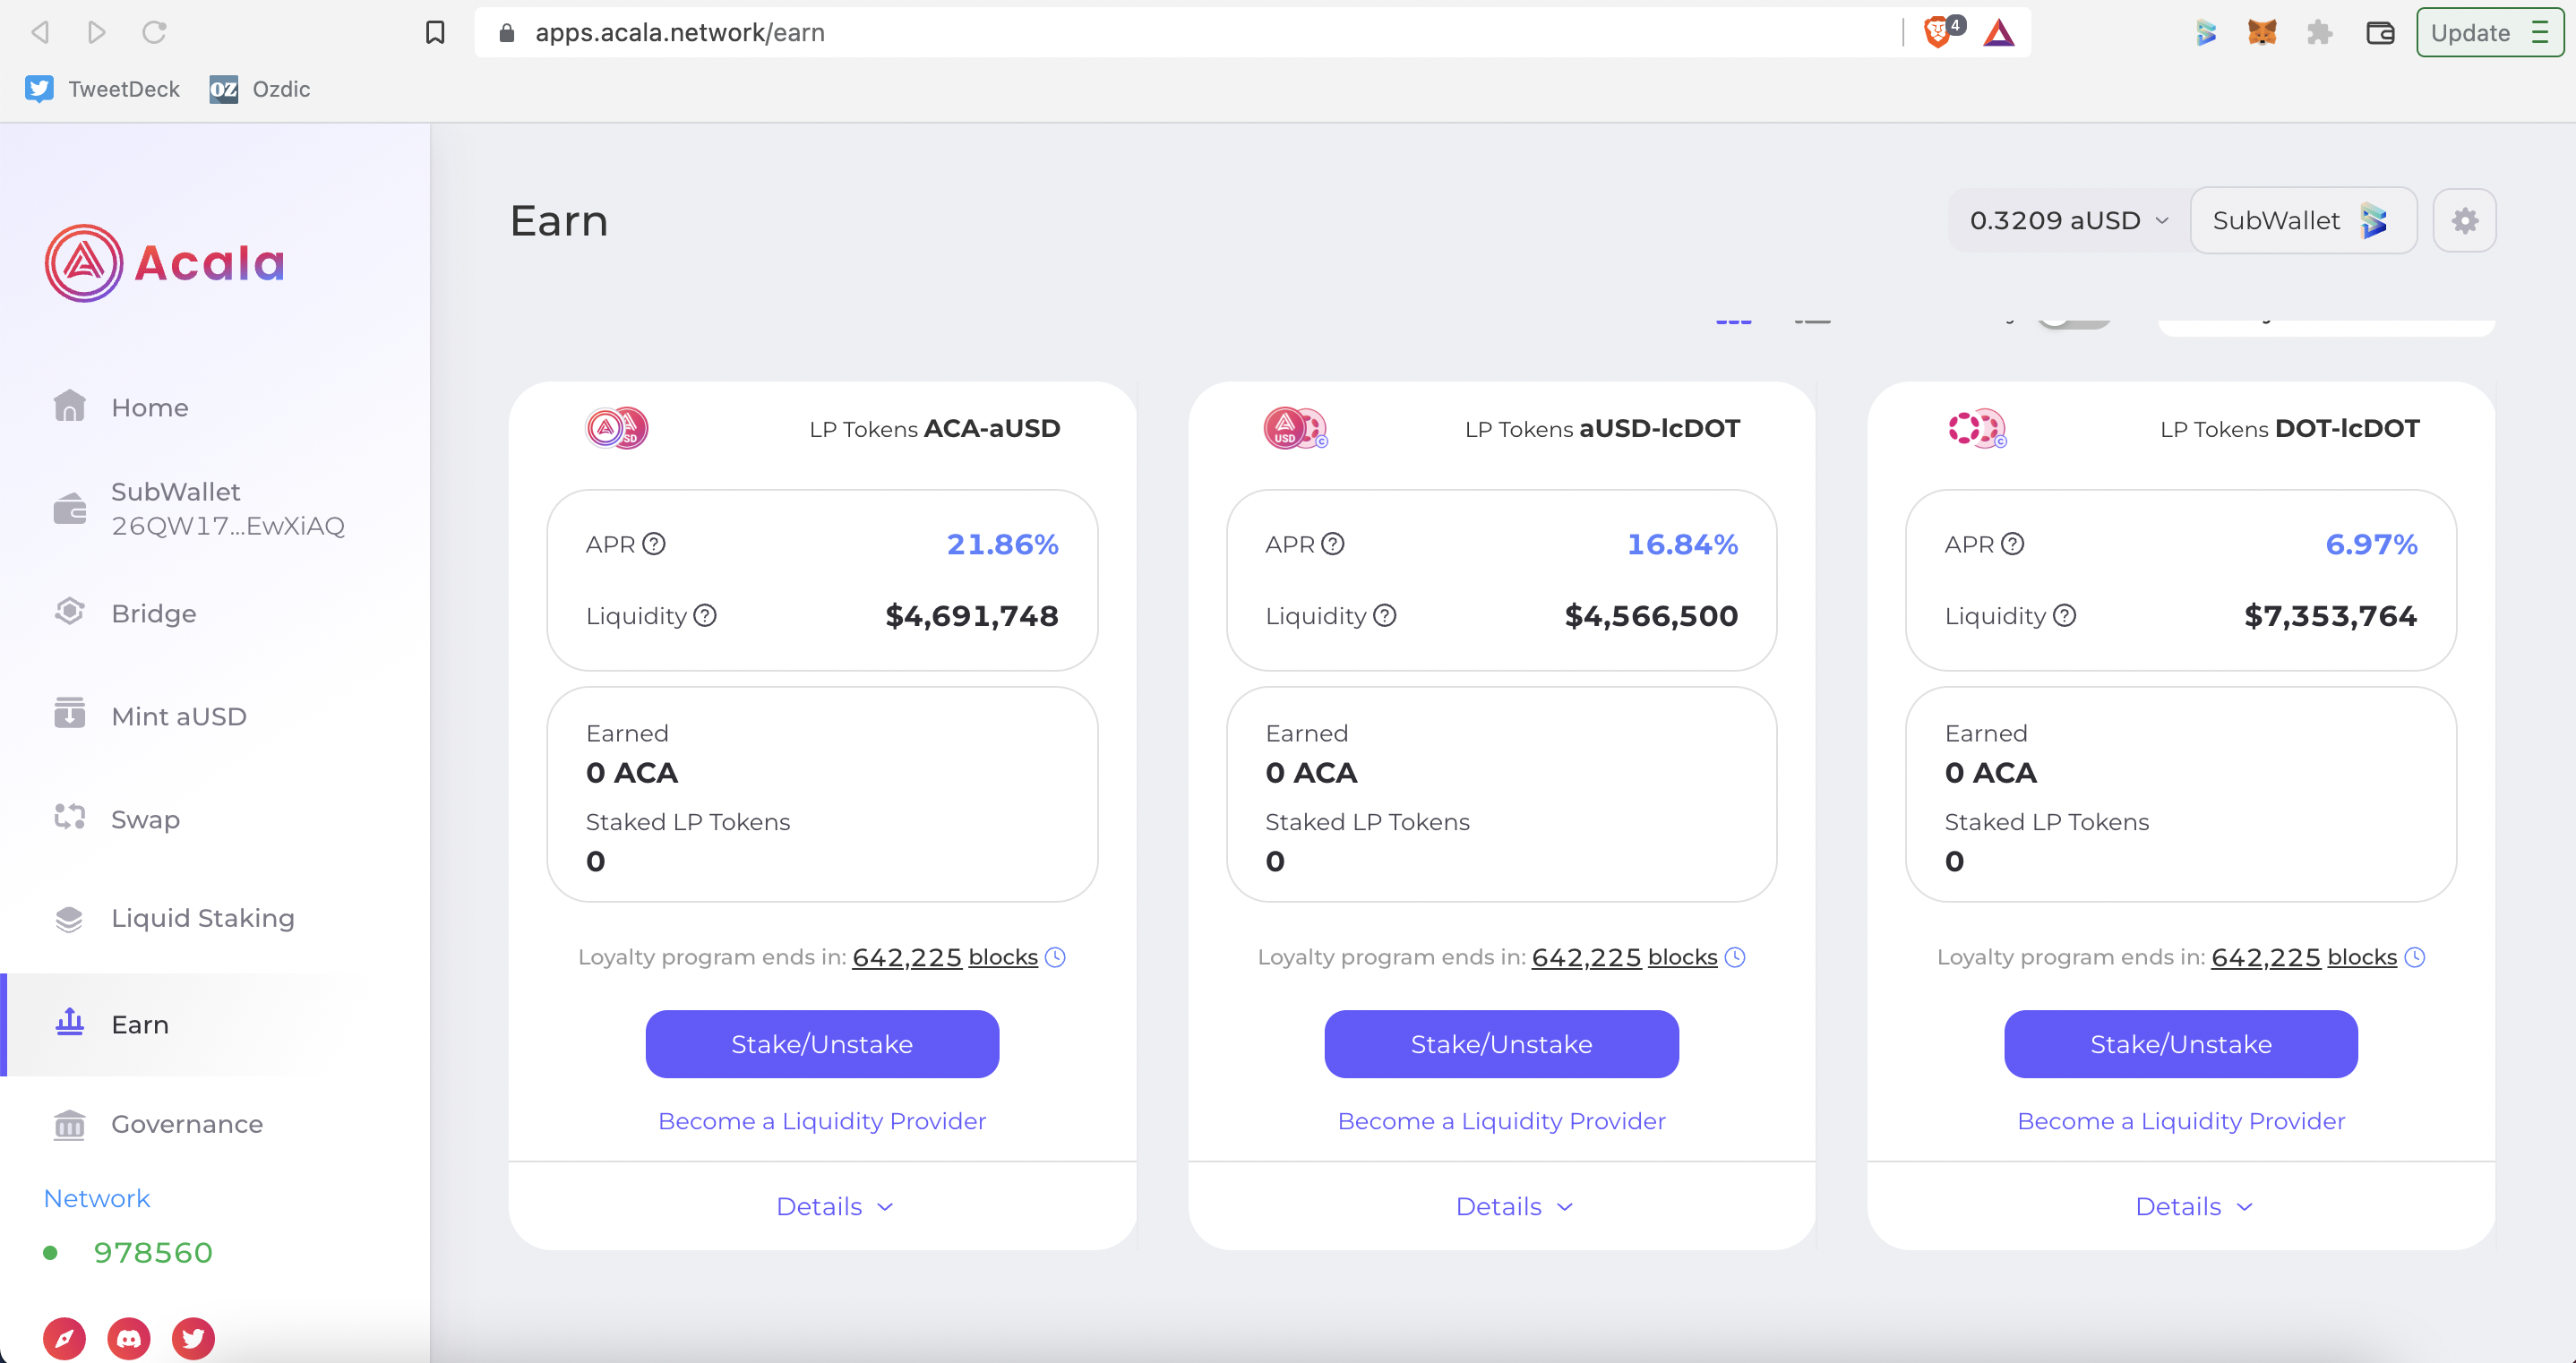 apps.acala.network/earn
4
Update
TweetDeck
OZ Ozdic
Acala
Earn
0.3209 aUSD
SubWallet
Home
SubWallet
26QW17...EwXiAQ
Bridge
Mint aUSD
Swap
Liquid Staking
Earn
Governance
Network
978560
LP Tokens ACA-aUSD
APR 21.86%
Liquidity $4,691,748
Earned
0 ACA
Staked LP Tokens
0
Loyalty program ends in: 642,225 blocks
Stake/Unstake
Become a Liquidity Provider
Details
USD
LP Tokens aUSD-lcDOT
APR 16.84%
Liquidity $4,566,500
Earned
0 ACA
Staked LP Tokens
0
Loyalty program ends in: 642,225 blocks
Stake/Unstake
Become a Liquidity Provider
Details
LP Tokens DOT-lcDOT
APR 6.97%
Liquidity $7,353,764
Earned
0 ACA
Staked LP Tokens
0
Loyalty program ends in: 642,225 blocks
Stake/Unstake
Become a Liquidity Provider
Details